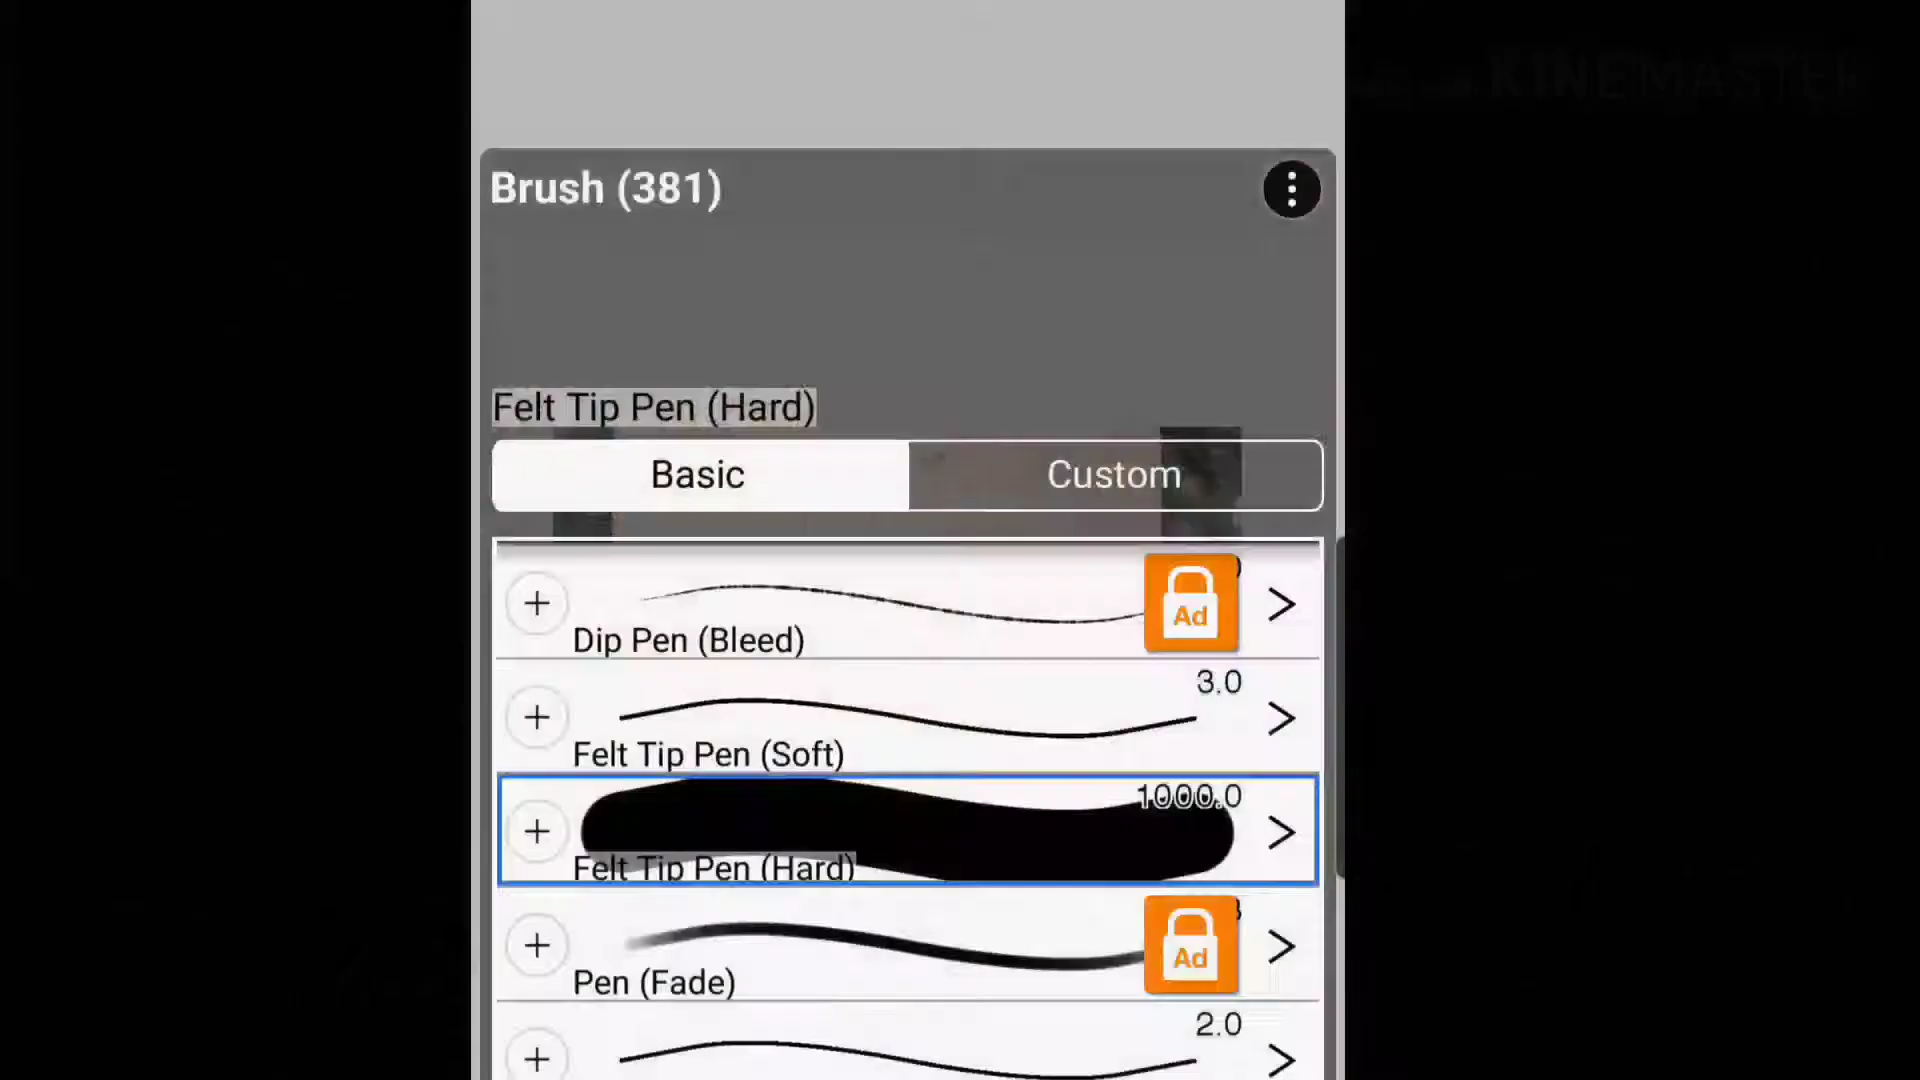 KINEMASTER
Brush (381)
Felt Tip Pen (Hard)
Basic
Custom
Ad
Dip Pen (Bleed)
3.0
Felt Tip Pen (Soft)
1000.0
Felt Tip Pen (Hard)
Ad
Pen (Fade)
2.0